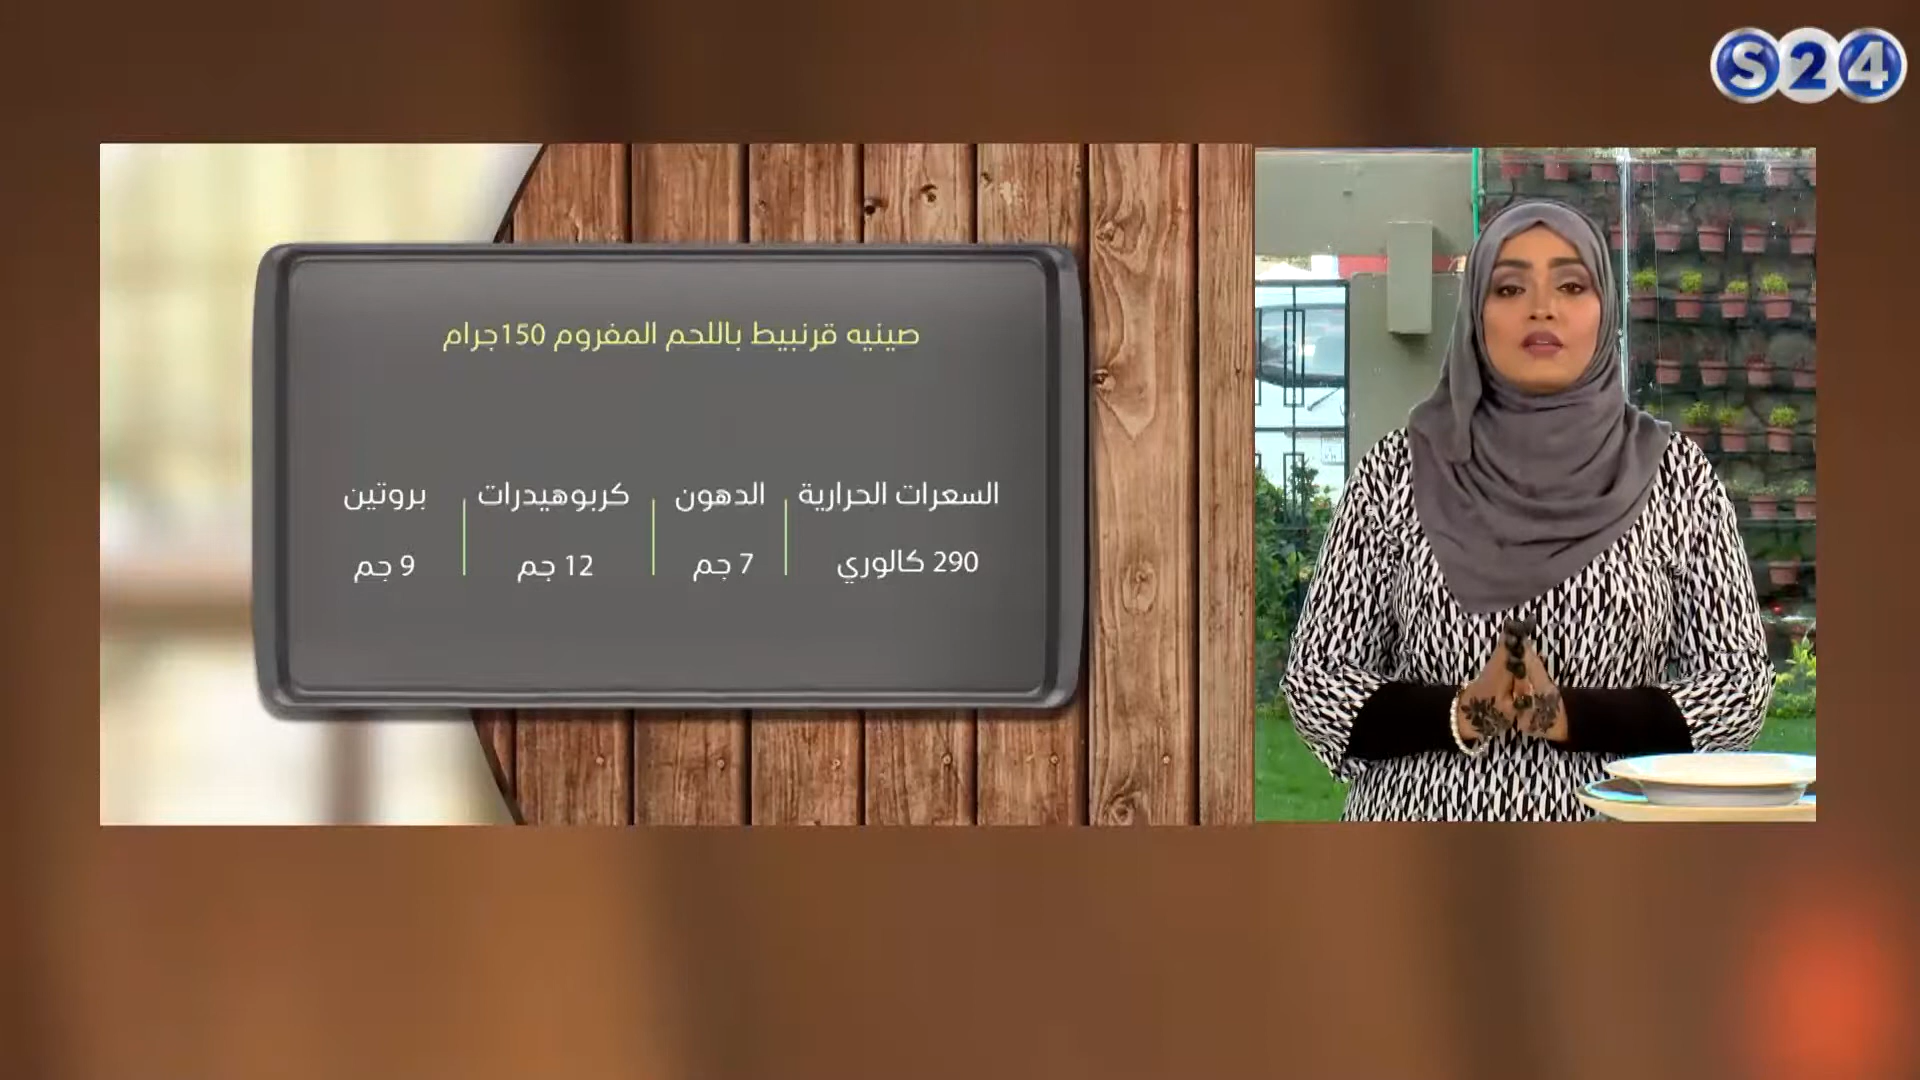 S24
صينيه قرنبيط باللحم المفروم 150جرام
السعرات الحرارية الدهون كربوهيدرات بروتين
290 كالوري 7 جم 12 جم 9 جم